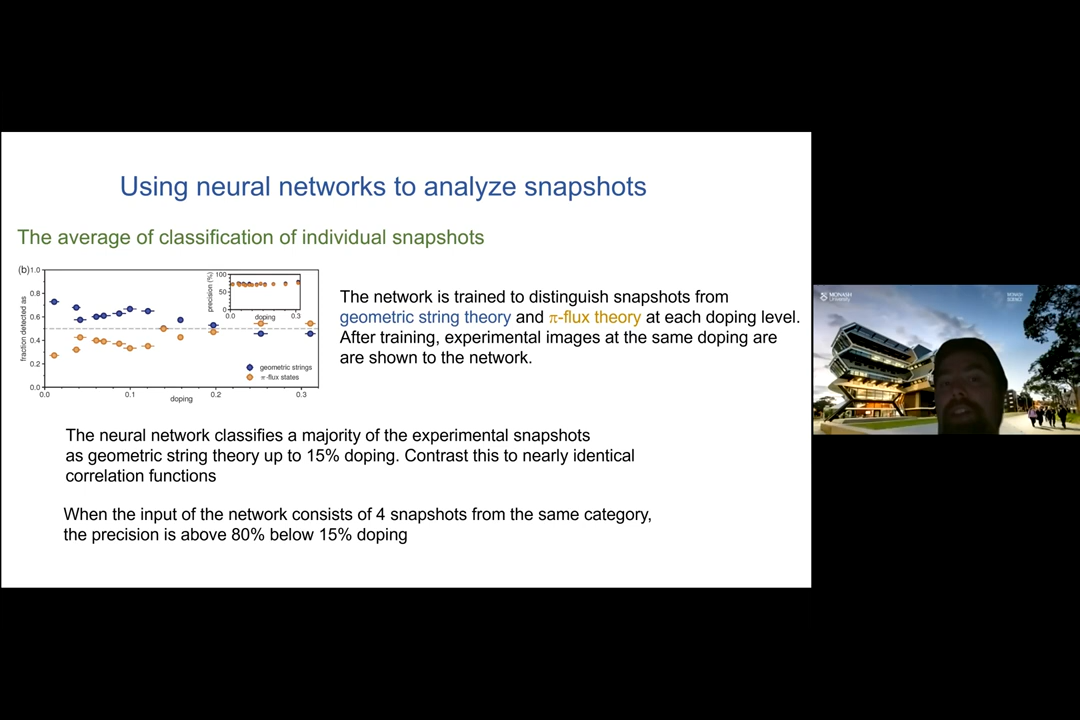 Using neural networks to analyze snapshots
The average of classification of individual snapshots
(b)
1.0
0.8
0.6
0.4
0.2
0.0
fraction detected as
0.0
0.1
0.2
0.3
doping
100
50
0
precision (%)
0.0
0.3
doping
geometric strings
π-flux states
The network is trained to distinguish snapshots from
geometric string theory and π-flux theory at each doping level.
After training, experimental images at the same doping are
are shown to the network.
The neural network classifies a majority of the experimental snapshots
as geometric string theory up to 15% doping. Contrast this to nearly identical
correlation functions
When the input of the network consists of 4 snapshots from the same category,
the precision is above 80% below 15% doping
MONASH
University
MONASH
SCIENCE